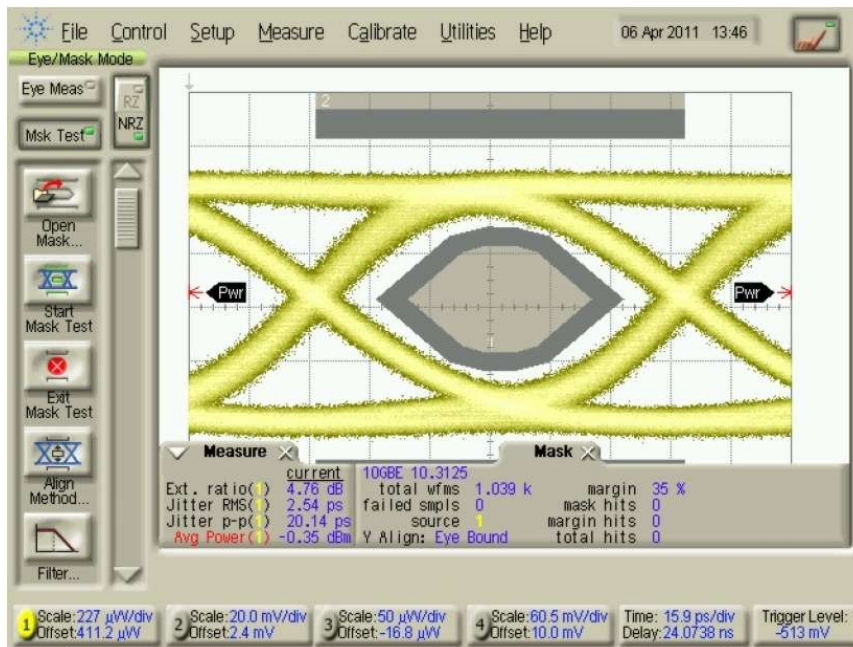 File Control Setup Measure Calibrate Utilities Help 06 Apr 2011 13:46
Eye/Mask Mode
Eye Meas
RZ
NRZ
Msk Test
2
Open
Mask...
Start
Mask Test
Exit
Mask Test
Align
Method...
Filter...
Pwr
Pwr
1
Measure
Mask
current
Ext. ratio(1) 4.76 dB
Jitter RMS(1) 2.54 ps
Jitter p-p(1) 20.14 ps
Avg Power(1) -0.35 dBm
10GBE 10.3125
total wfms 1.039 k margin 35 %
failed smpls 0 mask hits 0
source 1 margin hits 0
Y Align: Eye Bound total hits 0
1 Scale:227 µW/div
Offset:411.2 µW
2 Scale:20.0 mV/div
Offset:2.4 mV
3 Scale:50 µW/div
Offset:-16.8 µW
4 Scale:60.5 mV/div
Offset:10.0 mV
Time: 15.9 ps/div
Delay:24.0738 ns
Trigger Level:
-513 mV